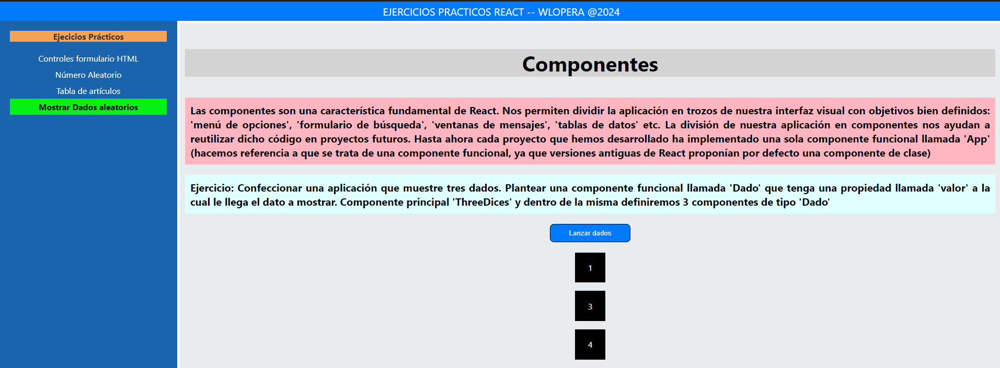 EJERCICIOS PRACTICOS REACT -- WLOPERA @2024
Ejecicios Prácticos
Controles formulario HTML
Número Aleatorio
Tabla de artículos
Mostrar Dados aleatorios
Componentes
Las componentes son una característica fundamental de React. Nos permiten dividir la aplicación en trozos de nuestra interfaz visual con objetivos bien definidos:
'menú de opciones', 'formulario de búsqueda', 'ventanas de mensajes', 'tablas de datos' etc. La división de nuestra aplicación en componentes nos ayudan a
reutilizar dicho código en proyectos futuros. Hasta ahora cada proyecto que hemos desarrollado ha implementado una sola componente funcional llamada 'App'
(hacemos referencia a que se trata de una componente funcional, ya que versiones antiguas de React proponían por defecto una componente de clase)
Ejercicio: Confeccionar una aplicación que muestre tres dados. Plantear una componente funcional llamada 'Dado' que tenga una propiedad llamada 'valor' a la
cual le llega el dato a mostrar. Componente principal 'ThreeDices' y dentro de la misma definiremos 3 componentes de tipo 'Dado'
Lanzar dados
1
3
4